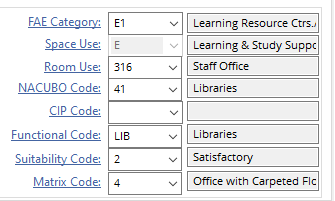 FAE Category: E1 Learning Resource Ctrs.
Space Use: E Learning & Study Suppo
Room Use: 316 Staff Office
NACUBO Code: 41 Libraries
CIP Code:
Functional Code: LIB Libraries
Suitability Code: 2 Satisfactory
Matrix Code: 4 Office with Carpeted Flo